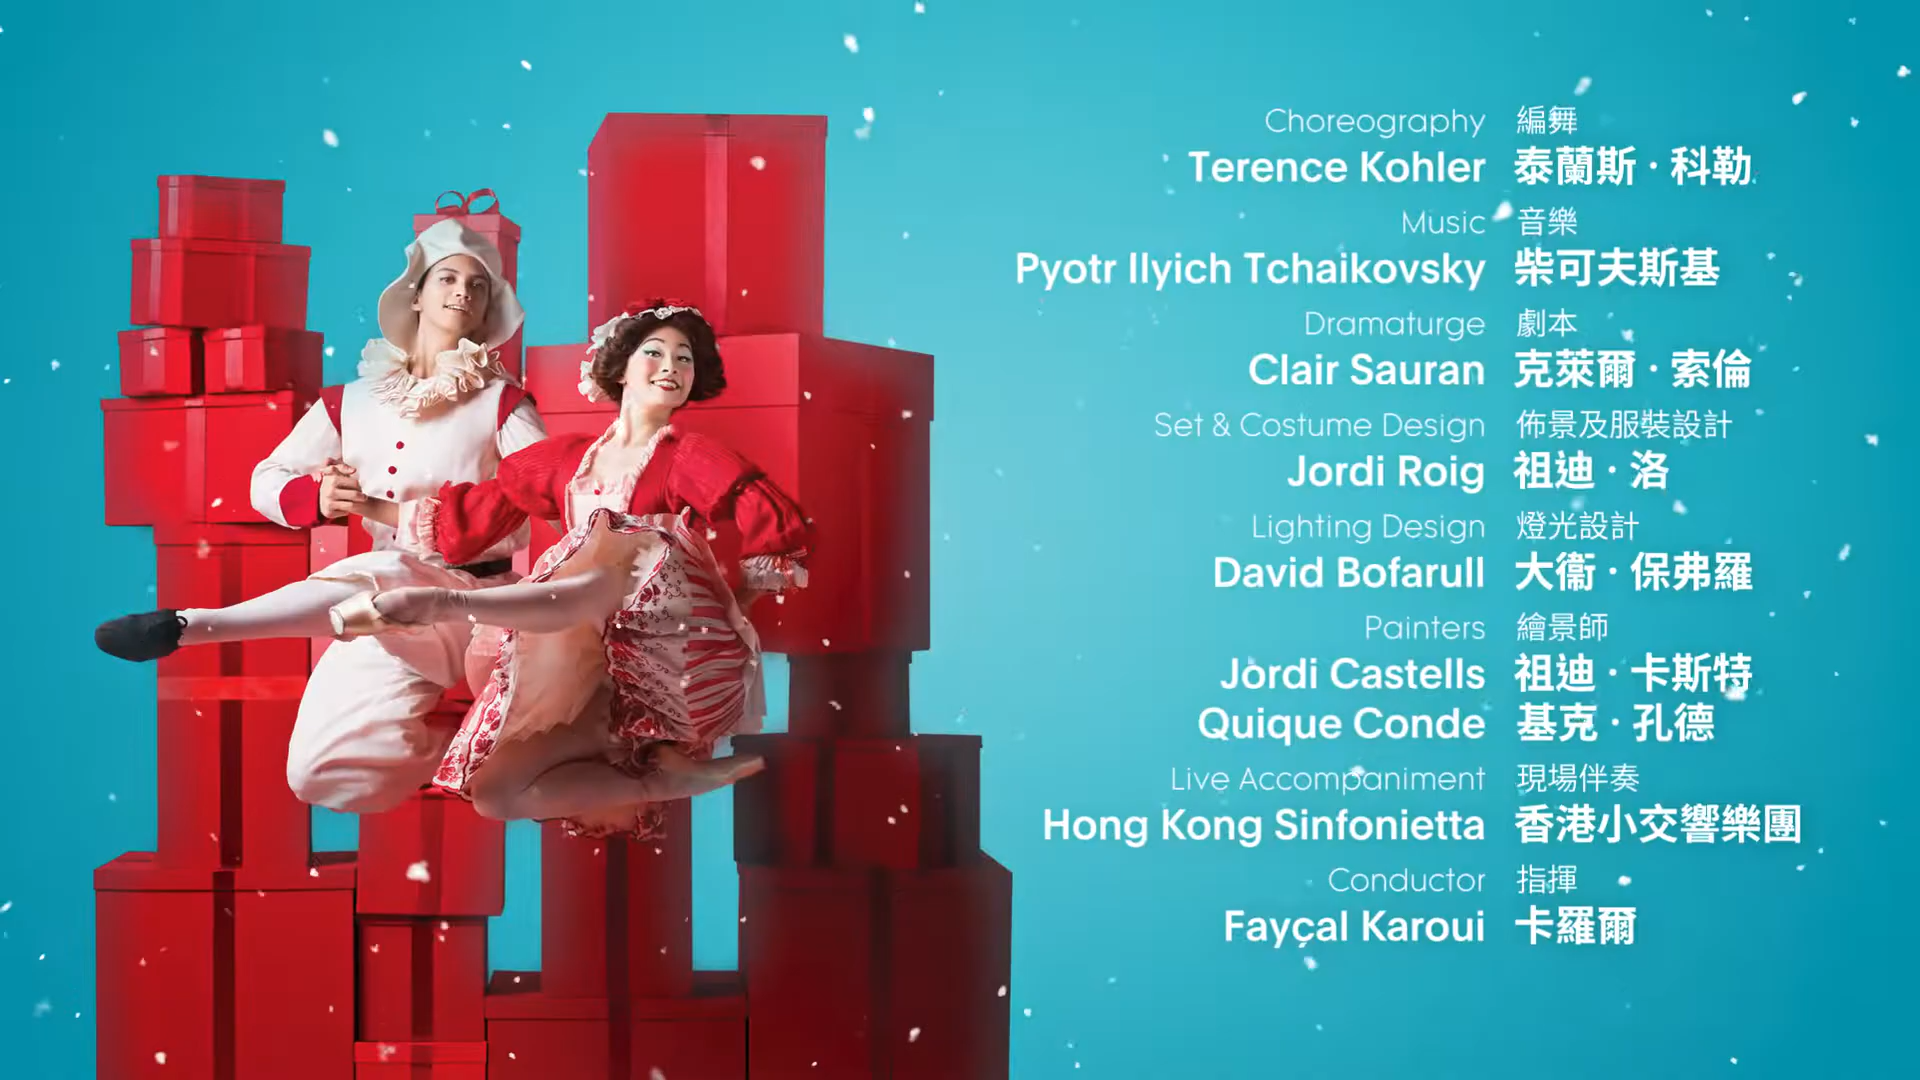 Choreography 編舞
Terence Kohler 泰蘭斯·科勒
Music 音樂
Pyotr Ilyich Tchaikovsky 柴可夫斯基
Dramaturge 劇本
Clair Sauran 克萊爾·索倫
Set & Costume Design 佈景及服裝設計
Jordi Roig 祖迪·洛
Lighting Design 燈光設計
David Bofarull 大衞·保弗羅
Painters 繪景師
Jordi Castells 祖迪·卡斯特
Quique Conde 基克·孔德
Live Accompaniment 現場伴奏
Hong Kong Sinfonietta 香港小交響樂團
Conductor 指揮
Fayçal Karoui 卡羅爾